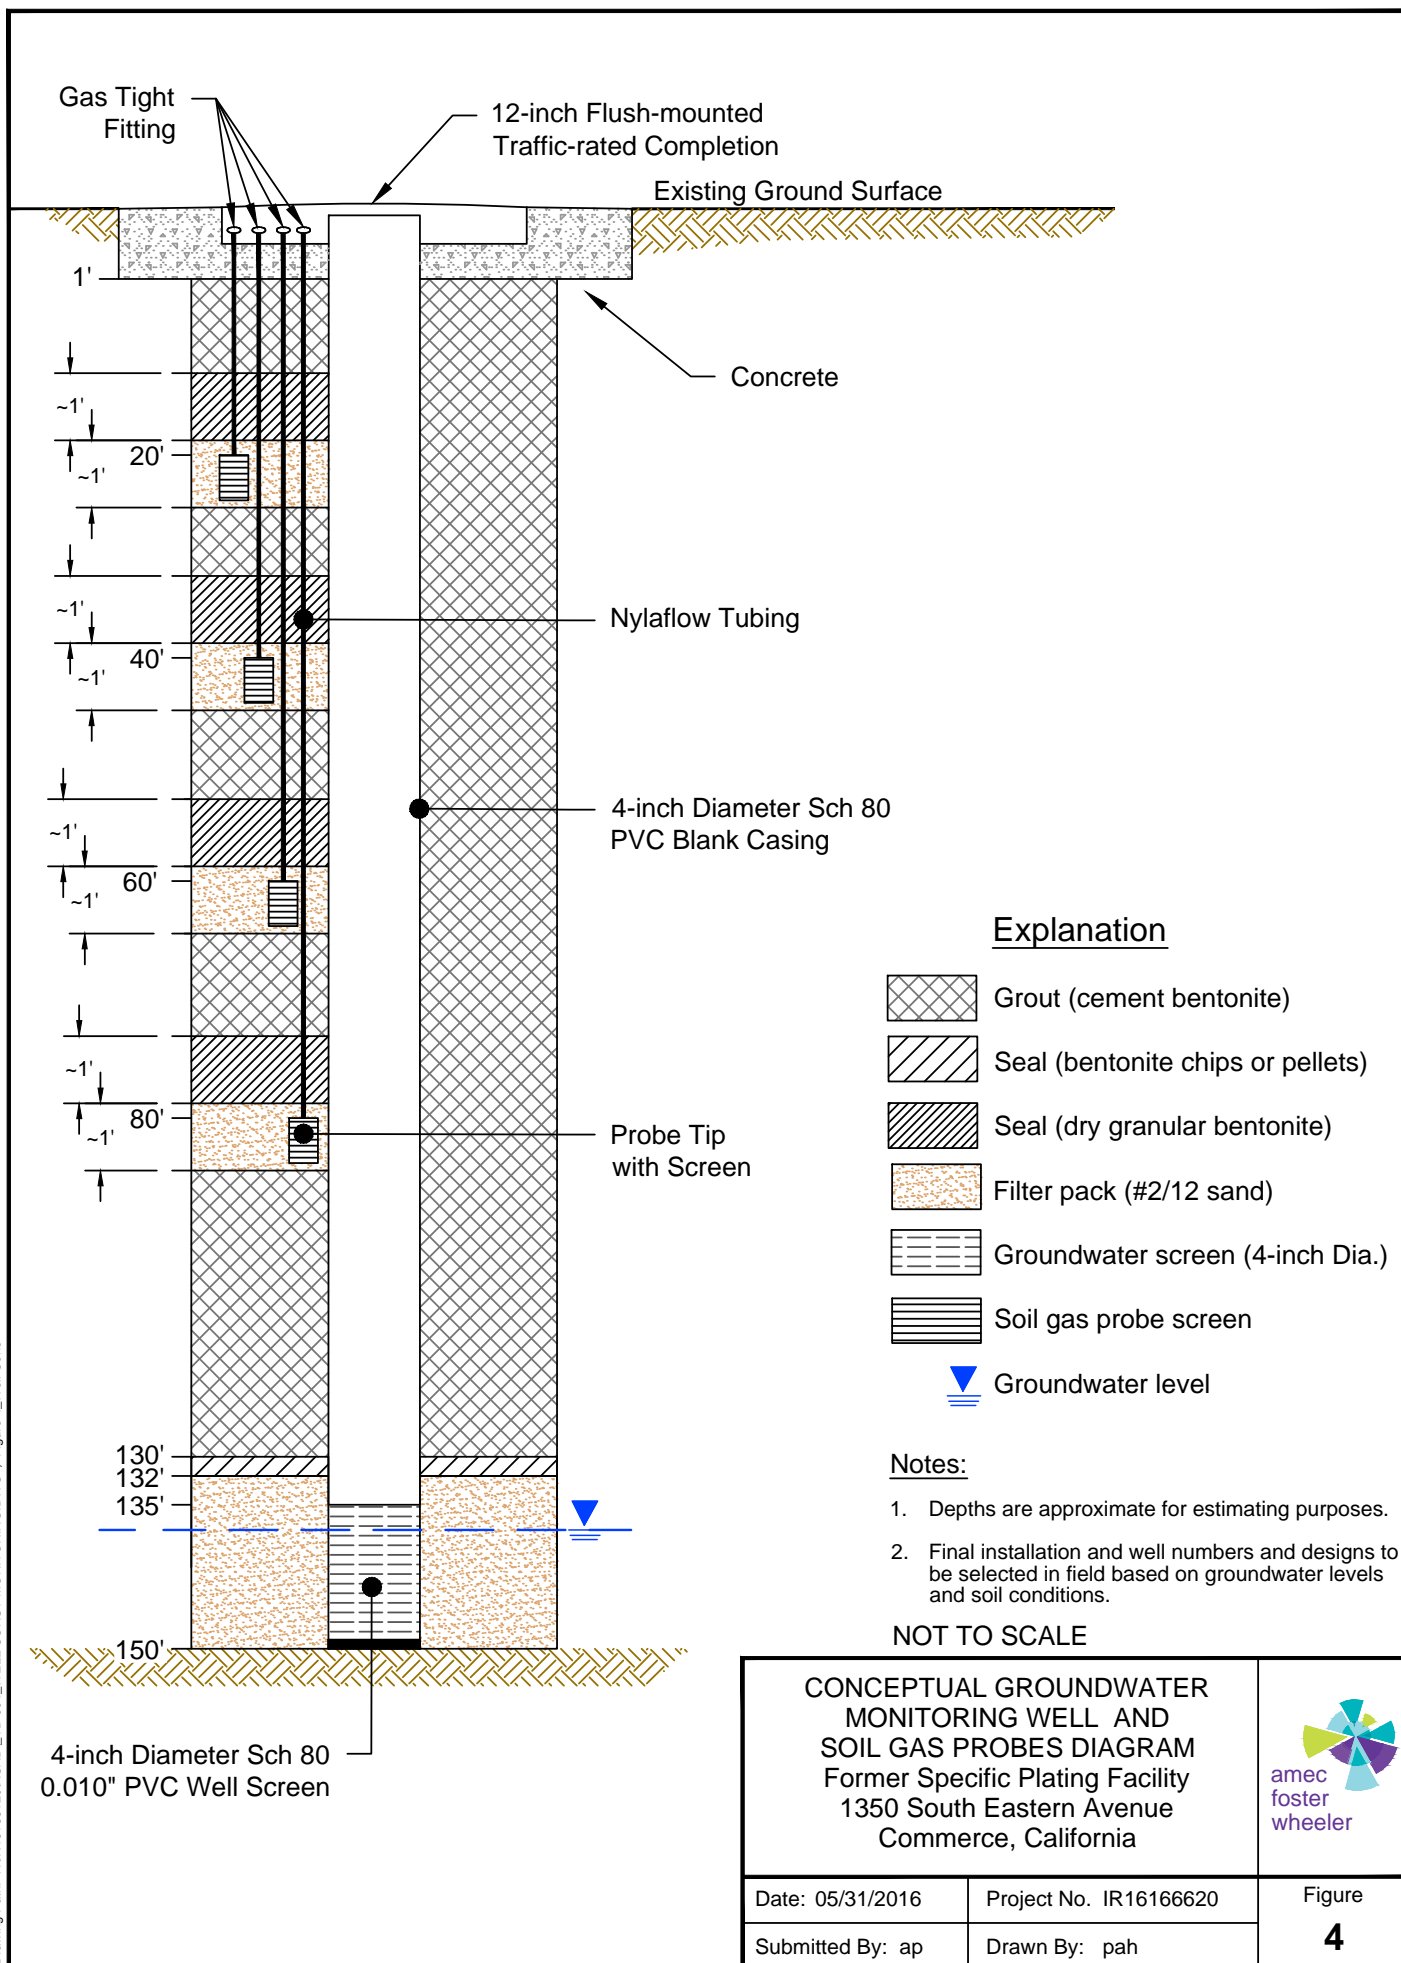 Gas Tight
Fitting
12-inch Flush-mounted
Traffic-rated Completion
Existing Ground Surface
1'
Concrete
~1'
20'
~1'
~1'
Nylaflow Tubing
40'
~1'
4-inch Diameter Sch 80
PVC Blank Casing
~1'
60'
~1'
~1'
80'
~1'
Probe Tip
with Screen
Explanation
Grout (cement bentonite)
Seal (bentonite chips or pellets)
Seal (dry granular bentonite)
Filter pack (#2/12 sand)
Groundwater screen (4-inch Dia.)
Soil gas probe screen
Groundwater level
130'
132'
135'
150'
4-inch Diameter Sch 80
0.010" PVC Well Screen
Notes:
1. Depths are approximate for estimating purposes.
2. Final installation and well numbers and designs to
be selected in field based on groundwater levels
and soil conditions.
NOT TO SCALE
CONCEPTUAL GROUNDWATER
MONITORING WELL AND
SOIL GAS PROBES DIAGRAM
Former Specific Plating Facility
1350 South Eastern Avenue
Commerce, California
amec
foster
wheeler
Date: 05/31/2016
Project No. IR16166620
Figure
4
Submitted By: ap
Drawn By: pah